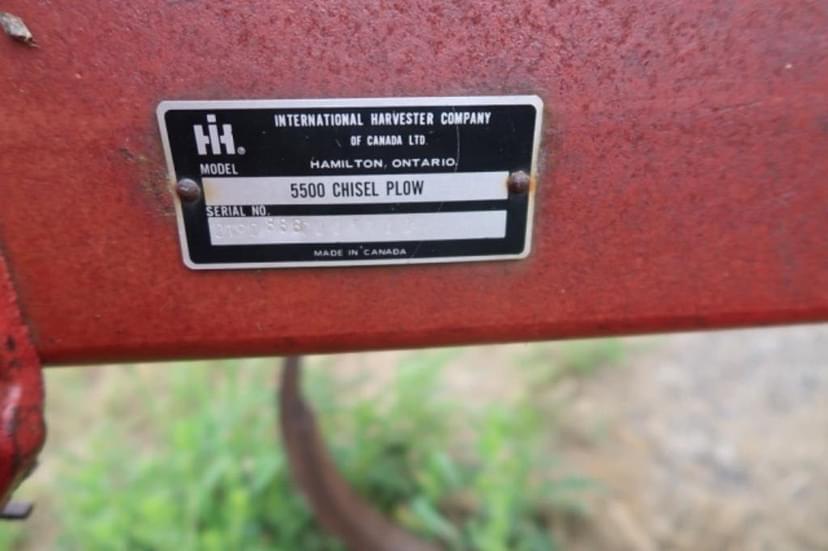 INTERNATIONAL HARVESTER COMPANY
OF CANADA LTD.
IH®
HAMILTON, ONTARIO.
MODEL
5500 CHISEL PLOW
SERIAL NO.
MADE IN CANADA